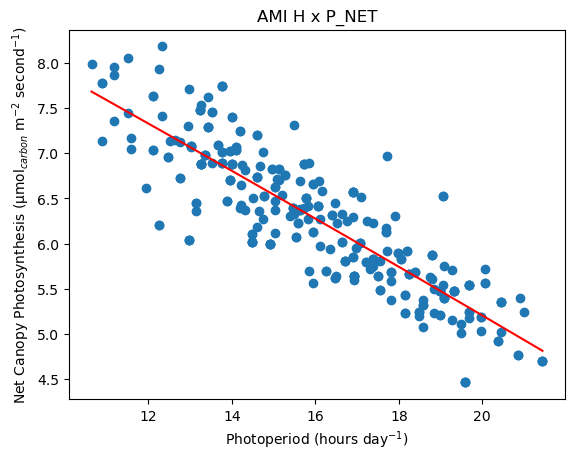 AMI H x P_NET
Net Canopy Photosynthesis (μmol_carbon m⁻² second⁻¹)
8.0
7.5
7.0
6.5
6.0
5.5
5.0
4.5
12 14 16 18 20
Photoperiod (hours day⁻¹)